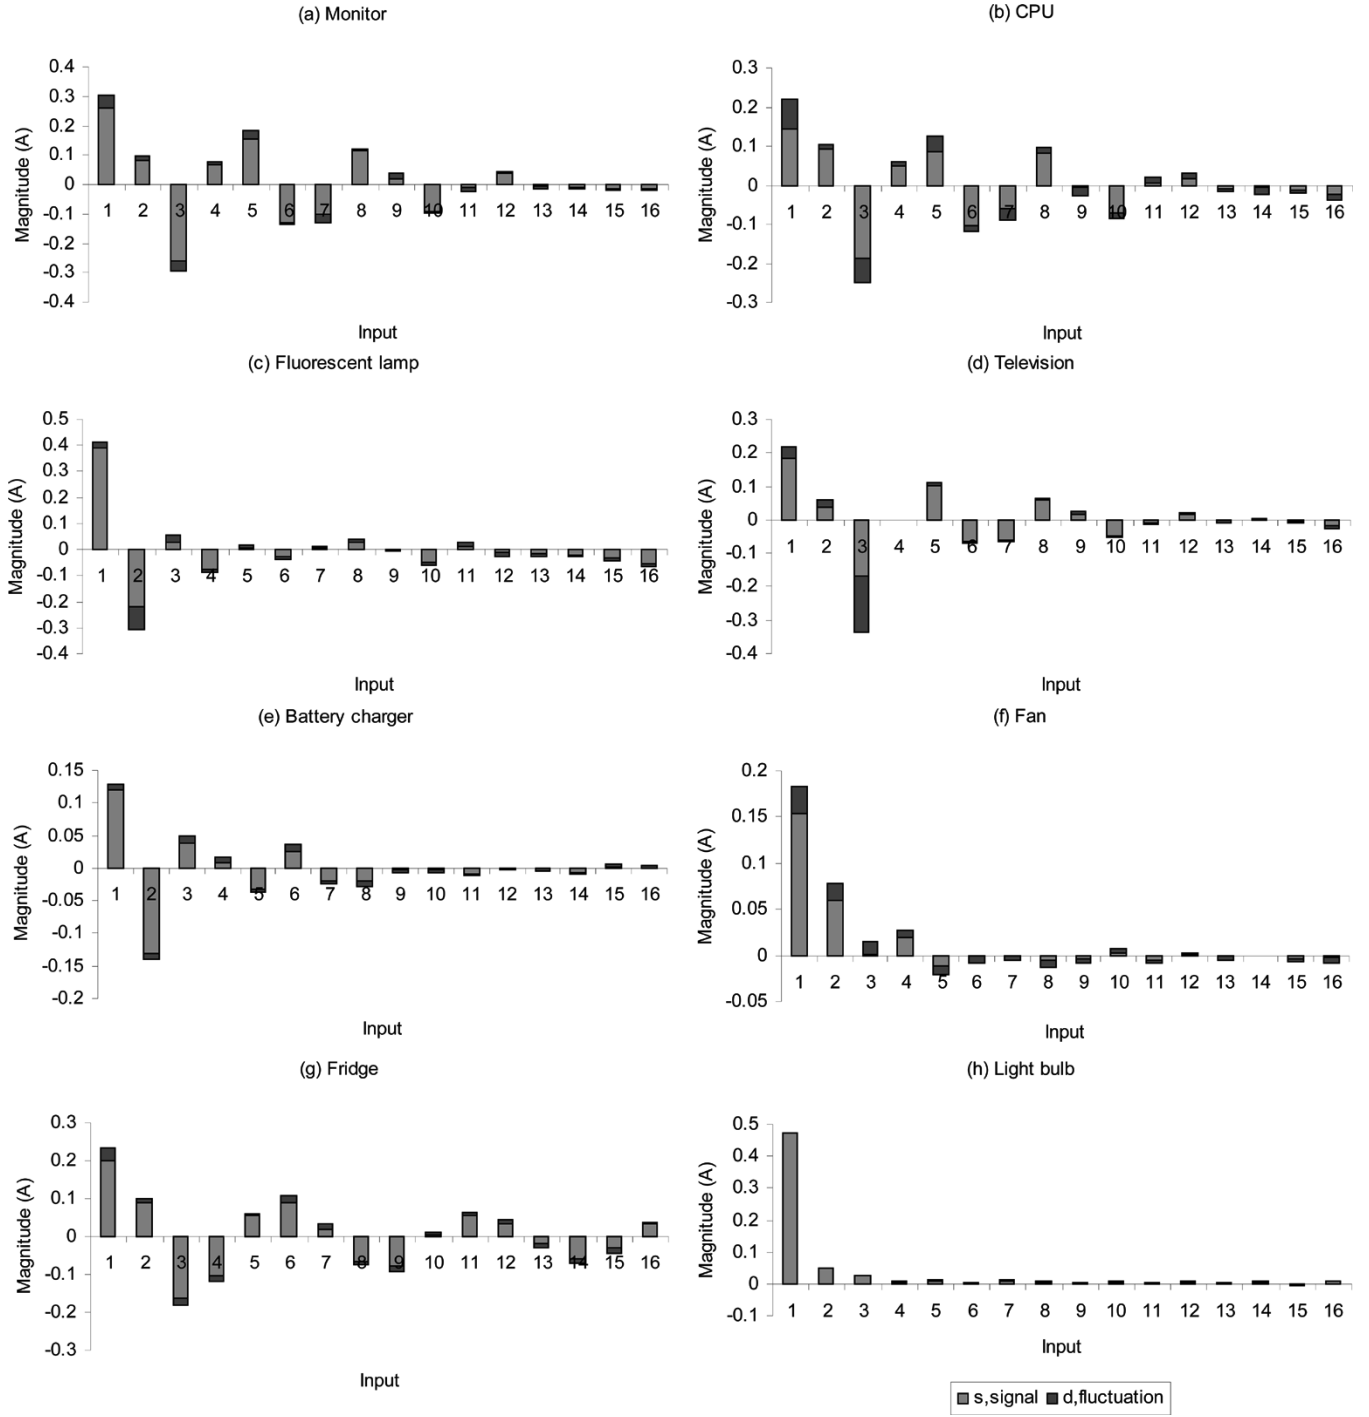 (a) Monitor
0.4
0.3
0.2
0.1
0
-0.1
-0.2
-0.3
-0.4
Magnitude (A)
1 2 3 4 5 6 7 8 9 10 11 12 13 14 15 16
Input
(b) CPU
0.3
0.2
0.1
0
-0.1
-0.2
-0.3
Magnitude (A)
1 2 3 4 5 6 7 8 9 10 11 12 13 14 15 16
Input
(c) Fluorescent lamp
0.5
0.4
0.3
0.2
0.1
0
-0.1
-0.2
-0.3
-0.4
Magnitude (A)
1 2 3 4 5 6 7 8 9 10 11 12 13 14 15 16
Input
(d) Television
0.3
0.2
0.1
0
-0.1
-0.2
-0.3
-0.4
Magnitude (A)
1 2 3 4 5 6 7 8 9 10 11 12 13 14 15 16
Input
(e) Battery charger
0.15
0.1
0.05
0
-0.05
-0.1
-0.15
-0.2
Magnitude (A)
1 2 3 4 5 6 7 8 9 10 11 12 13 14 15 16
Input
(f) Fan
0.2
0.15
0.1
0.05
0
-0.05
Magnitude (A)
1 2 3 4 5 6 7 8 9 10 11 12 13 14 15 16
Input
(g) Fridge
0.3
0.2
0.1
0
-0.1
-0.2
-0.3
Magnitude (A)
1 2 3 4 5 6 7 8 9 10 11 12 13 14 15 16
Input
(h) Light bulb
0.5
0.4
0.3
0.2
0.1
0
-0.1
Magnitude (A)
1 2 3 4 5 6 7 8 9 10 11 12 13 14 15 16
Input
s,signal d,fluctuation